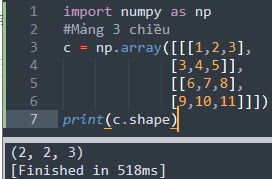 1 import numpy as np
2 #Mảng 3 chiều
3 c = np.array([[[1,2,3],
4 [3,4,5]],
5 [[6,7,8],
6 [9,10,11]]])
7 print(c.shape)
(2, 2, 3)
[Finished in 518ms]